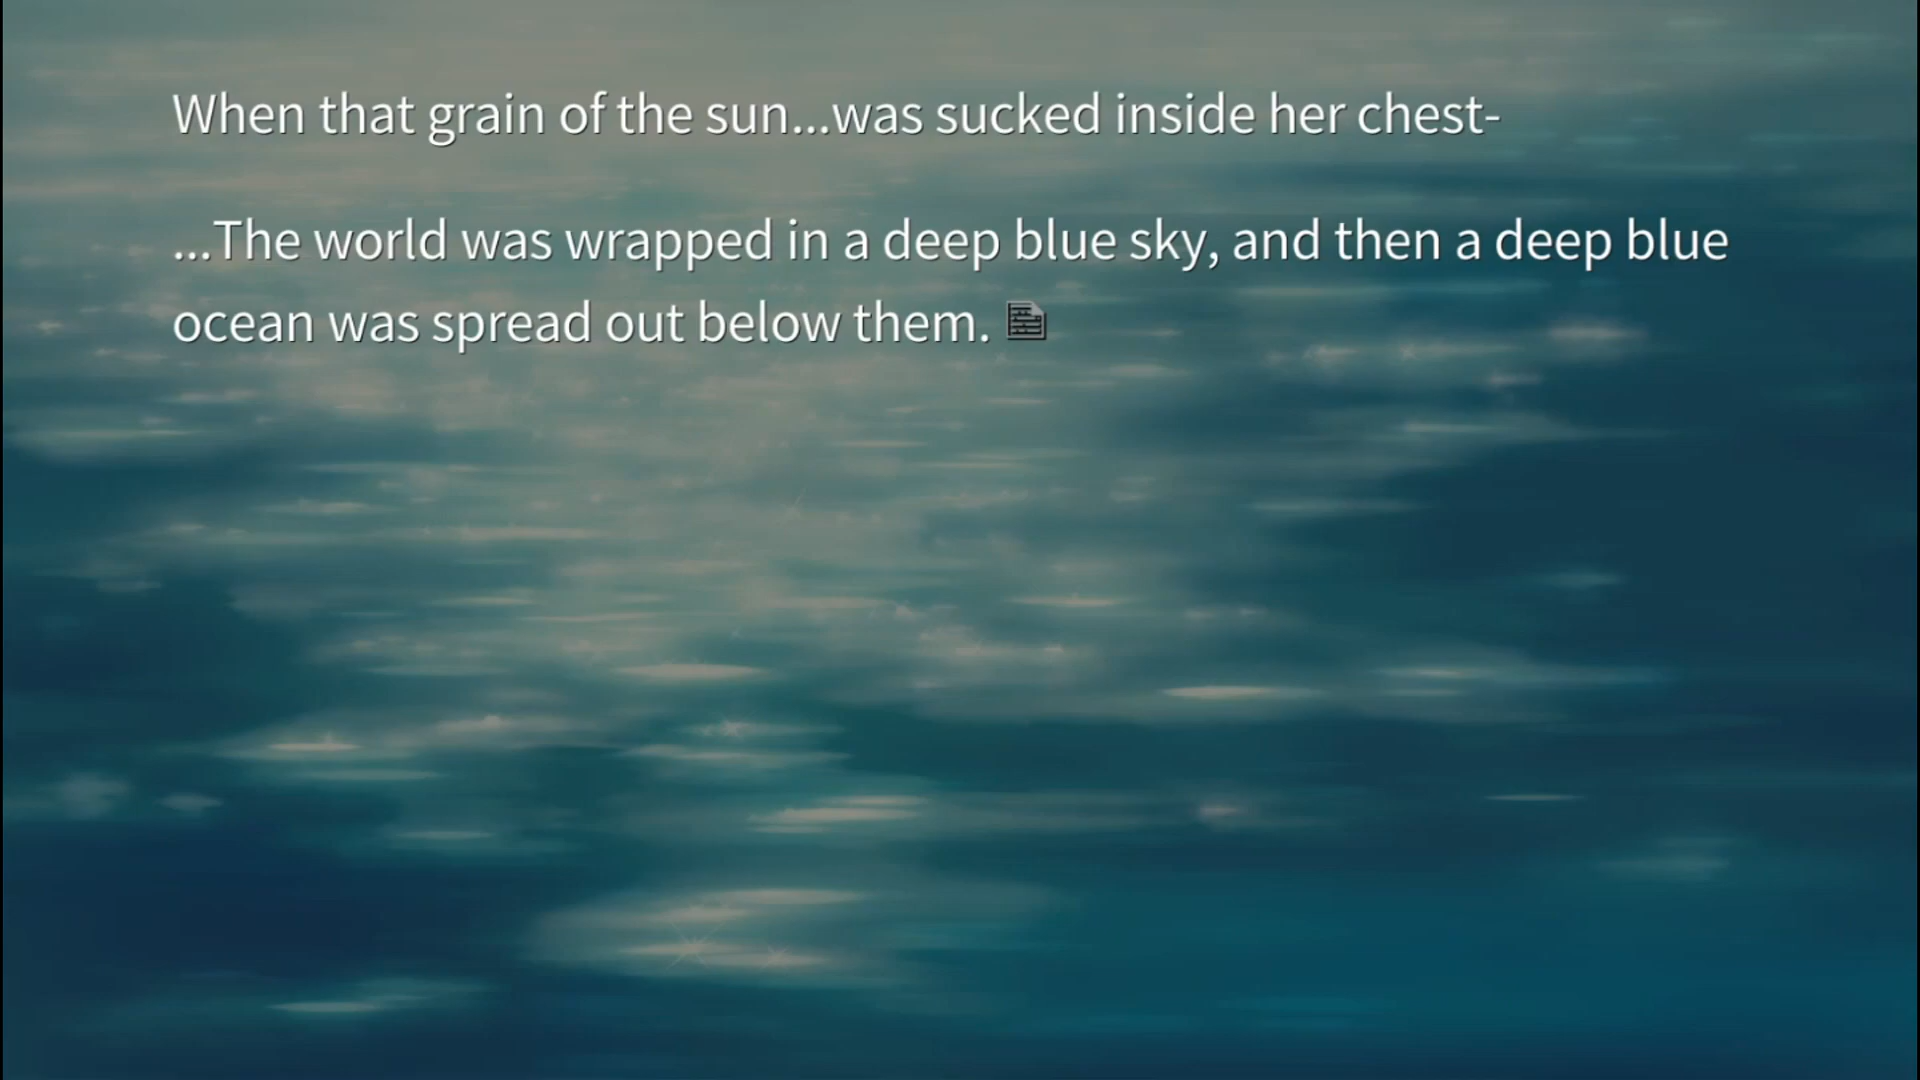 When that grain of the sun...was sucked inside her chest-
...The world was wrapped in a deep blue sky, and then a deep blue
ocean was spread out below them.